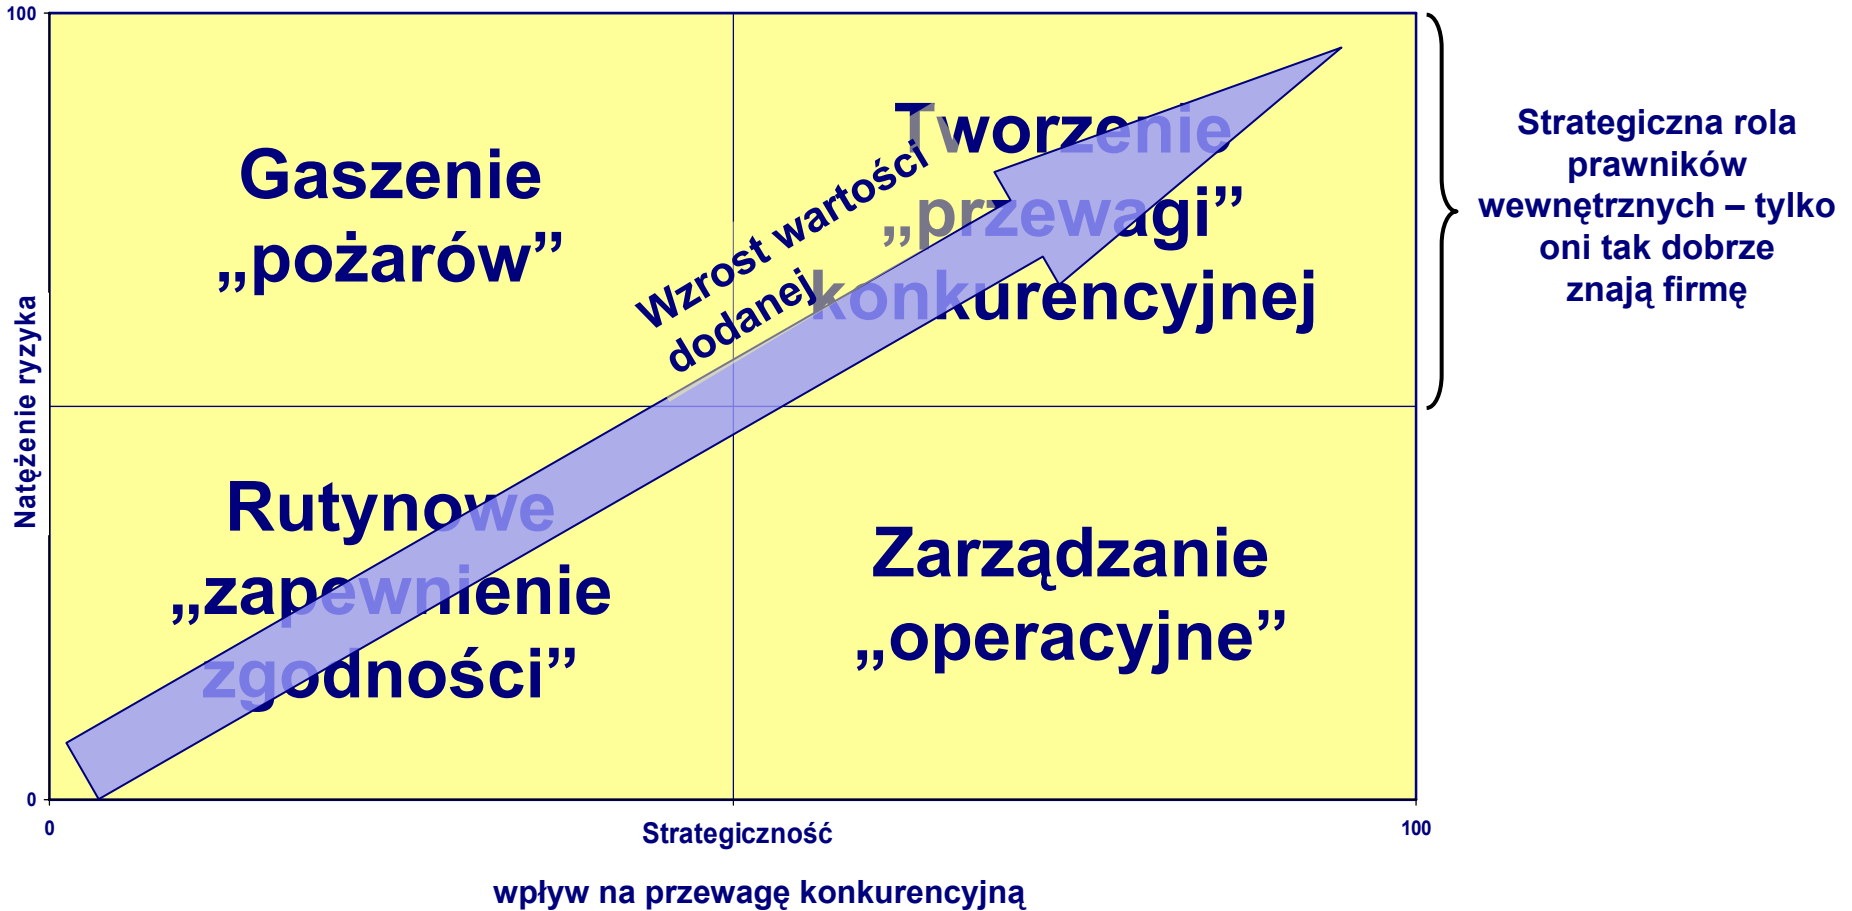 100
Gaszenie
„pożarów”
Tworzenie
„przewagi”
konkurencyjnej
Wzrost wartości
dodanej
Strategiczna rola
prawników
wewnętrznych – tylko
oni tak dobrze
znają firmę
Natężenie ryzyka
Rutynowe
„zapewnienie
zgodności”
Zarządzanie
„operacyjne”
0
0
Strategiczność
100
wpływ na przewagę konkurencyjną